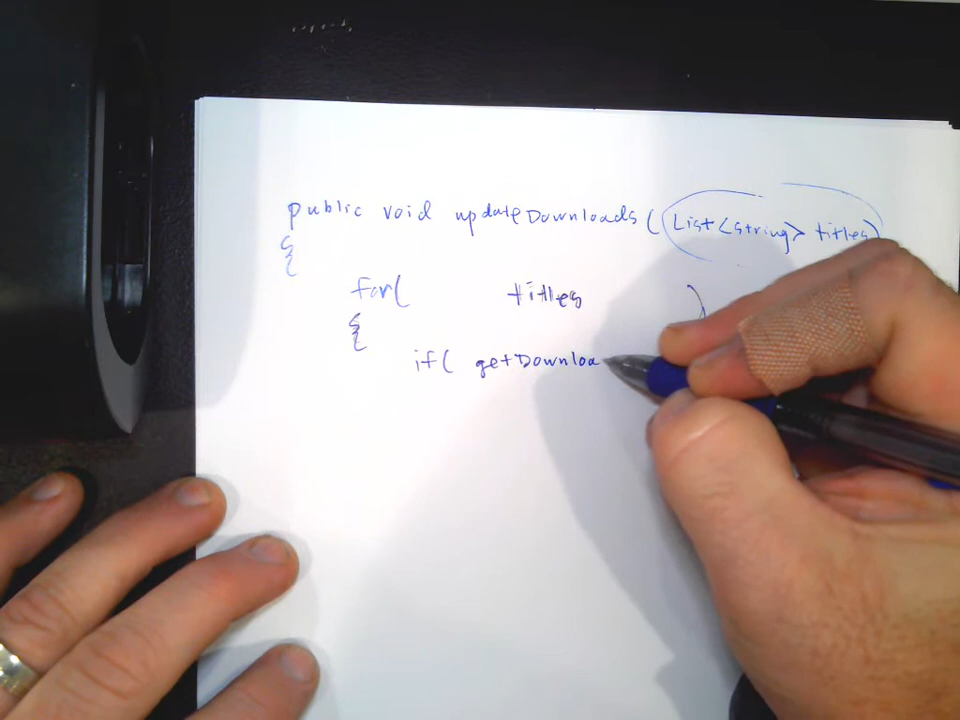 public void updateDownloads ( List<string> titles)
{
for( titles )
{
if( getDownloa